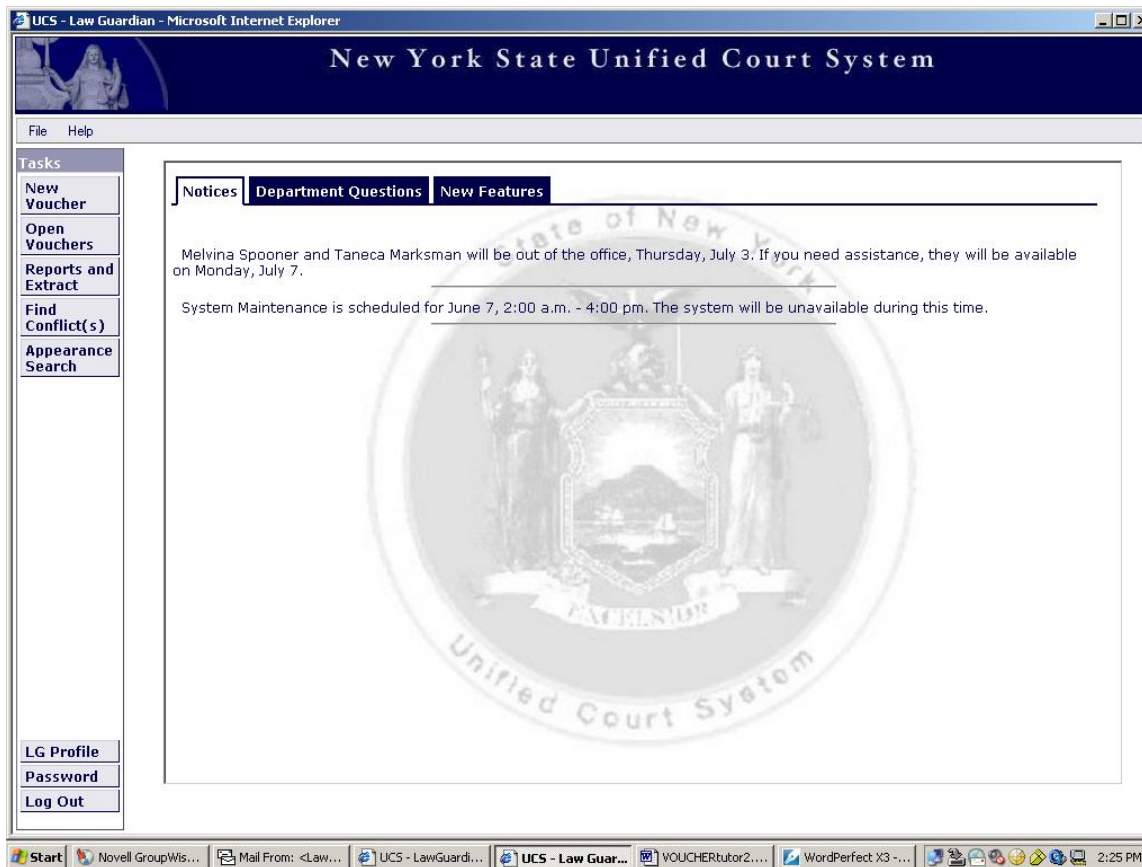 UCS - Law Guardian - Microsoft Internet Explorer
New York State Unified Court System
File Help
Tasks
New
Voucher
Open
Vouchers
Reports and
Extract
Find
Conflict(s)
Appearance
Search
Notices Department Questions New Features
Melvina Spooner and Taneca Marksman will be out of the office, Thursday, July 3. If you need assistance, they will be available
on Monday, July 7.
System Maintenance is scheduled for June 7, 2:00 a.m. - 4:00 pm. The system will be unavailable during this time.
State of New York
EXCELSIOR
Unified Court System
LG Profile
Password
Log Out
Start Novell GroupWis... Mail From: <Law... UCS - LawGuardi... UCS - Law Guar... VOUCHERtutor2.... WordPerfect X3 -... 2:25 PM